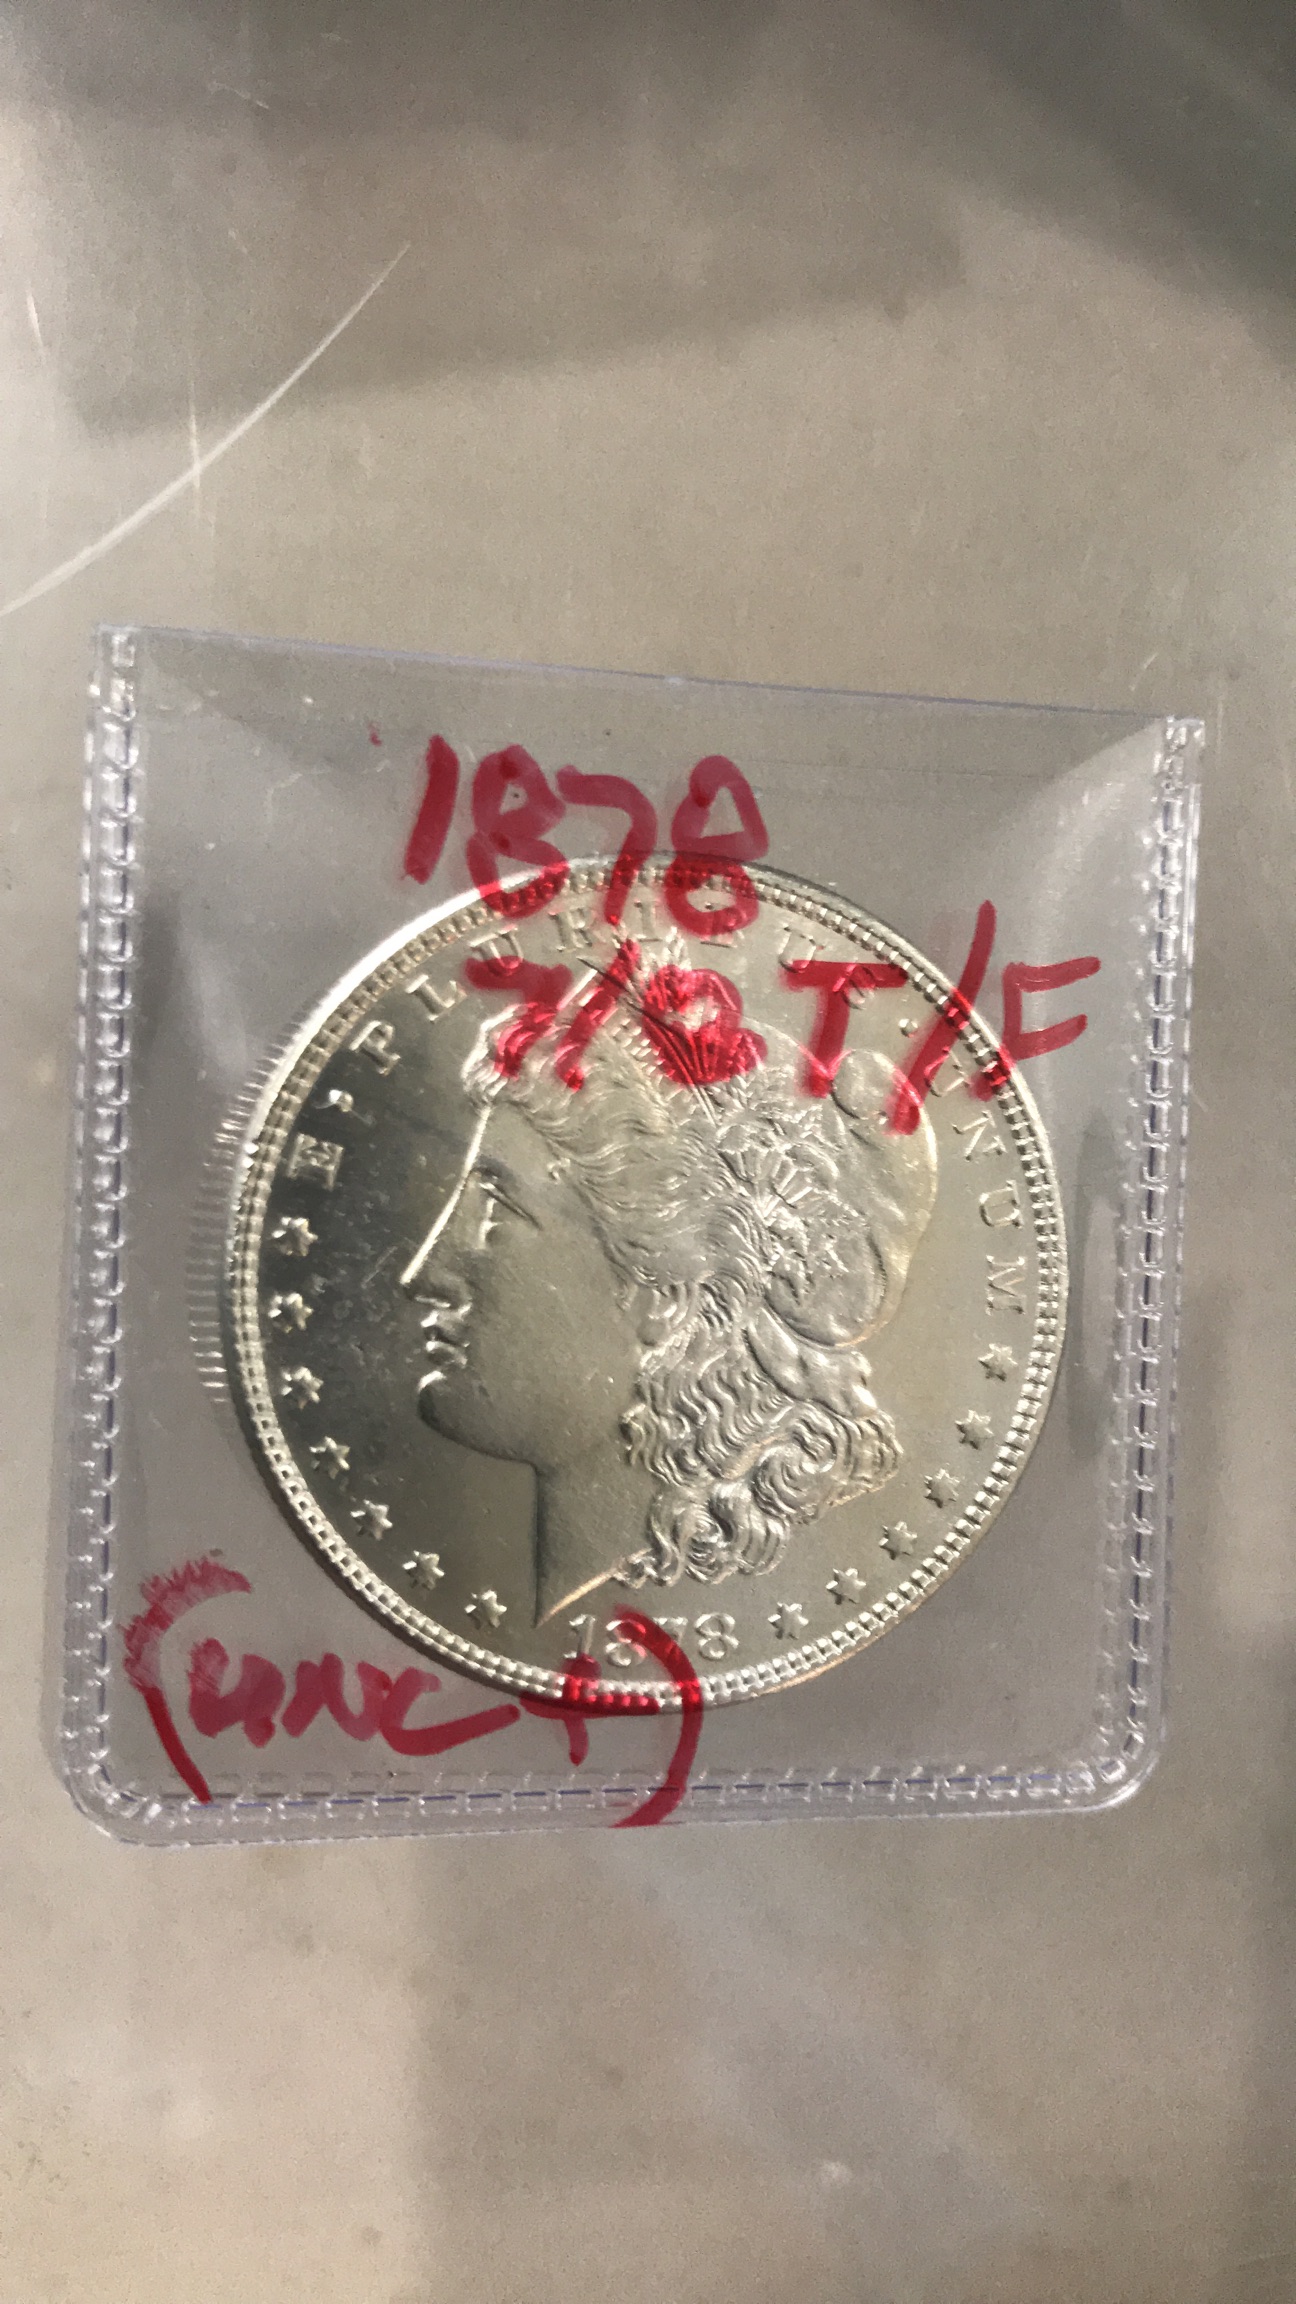 1878
7/8 T/F
E · PLURIBUS · UNUM
1878
(UNC+)